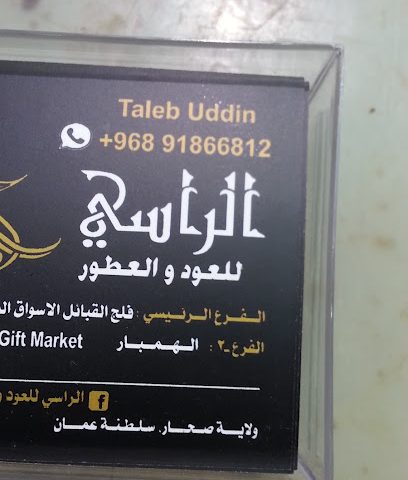 Taleb Uddin
+968 91866812
الراسي
للعود و العطور
الفرع الرئيسي : فلج القبائل الاسواق
الفرع-٢ : الهمبار Gift Market
الراسي للعود و
ولاية صحار. سلطنة عمان